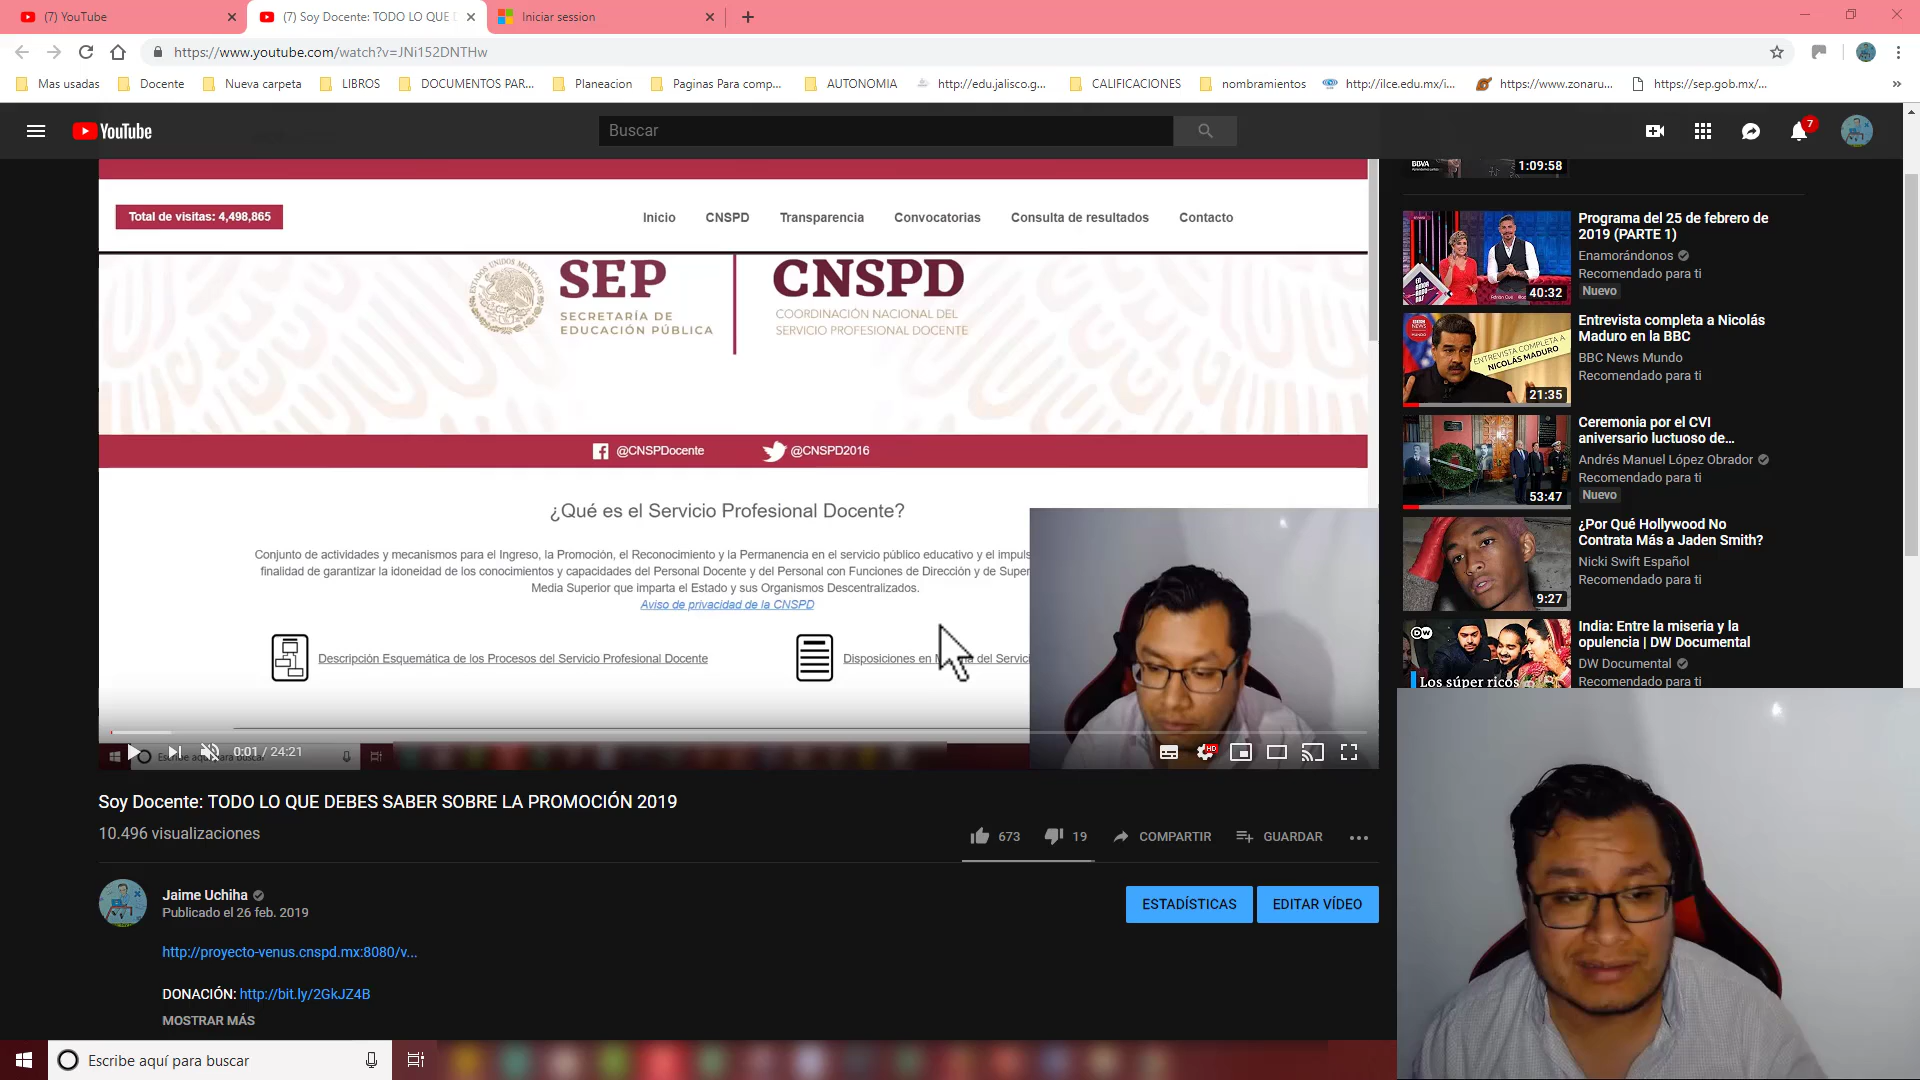 (7) YouTube
(7) Soy Docente: TODO LO QUE D
Iniciar session
https://www.youtube.com/watch?v=JNi152DNTHw
Mas usadas
Docente
Nueva carpeta
LIBROS
DOCUMENTOS PAR...
Planeacion
Paginas Para comp...
AUTONOMIA
http://edu.jalisco.g...
CALIFICACIONES
nombramientos
http://ilce.edu.mx/i...
https://www.zonaru...
https://sep.gob.mx/...
»
YouTube
Buscar
7
Total de visitas: 4,498,865
Inicio
CNSPD
Transparencia
Convocatorias
Consulta de resultados
Contacto
ESTADOS UNIDOS MEXICANOS
SEP
SECRETARÍA DE
EDUCACIÓN PÚBLICA
CNSPD
COORDINACIÓN NACIONAL DEL
SERVICIO PROFESIONAL DOCENTE
@CNSPDocente
@CNSPD2016
¿Qué es el Servicio Profesional Docente?
Conjunto de actividades y mecanismos para el Ingreso, la Promoción, el Reconocimiento y la Permanencia en el servicio público educativo y el impuls
finalidad de garantizar la idoneidad de los conocimientos y capacidades del Personal Docente y del Personal con Funciones de Dirección y de Super
Media Superior que imparta el Estado y sus Organismos Descentralizados.
Aviso de privacidad de la CNSPD
Descripción Esquemática de los Procesos del Servicio Profesional Docente
Disposiciones en M a del Servici
0:01 / 24:21
Escribe aquí para buscar
HD
Soy Docente: TODO LO QUE DEBES SABER SOBRE LA PROMOCIÓN 2019
10.496 visualizaciones
673
19
COMPARTIR
GUARDAR
Jaime Uchiha
Publicado el 26 feb. 2019
ESTADÍSTICAS
EDITAR VÍDEO
http://proyecto-venus.cnspd.mx:8080/v...
DONACIÓN: http://bit.ly/2GkJZ4B
MOSTRAR MÁS
BBVA
1:09:58
40:32
Programa del 25 de febrero de
2019 (PARTE 1)
Enamorándonos
Recomendado para ti
Nuevo
BBC
NEWS
ENTREVISTA COMPLETA A
NICOLÁS MADURO
21:35
Entrevista completa a Nicolás
Maduro en la BBC
BBC News Mundo
Recomendado para ti
53:47
Ceremonia por el CVI
aniversario luctuoso de...
Andrés Manuel López Obrador
Recomendado para ti
Nuevo
9:27
¿Por Qué Hollywood No
Contrata Más a Jaden Smith?
Nicki Swift Español
Recomendado para ti
DW
Los súper ricos
India: Entre la miseria y la
opulencia | DW Documental
DW Documental
Recomendado para ti
Escribe aquí para buscar